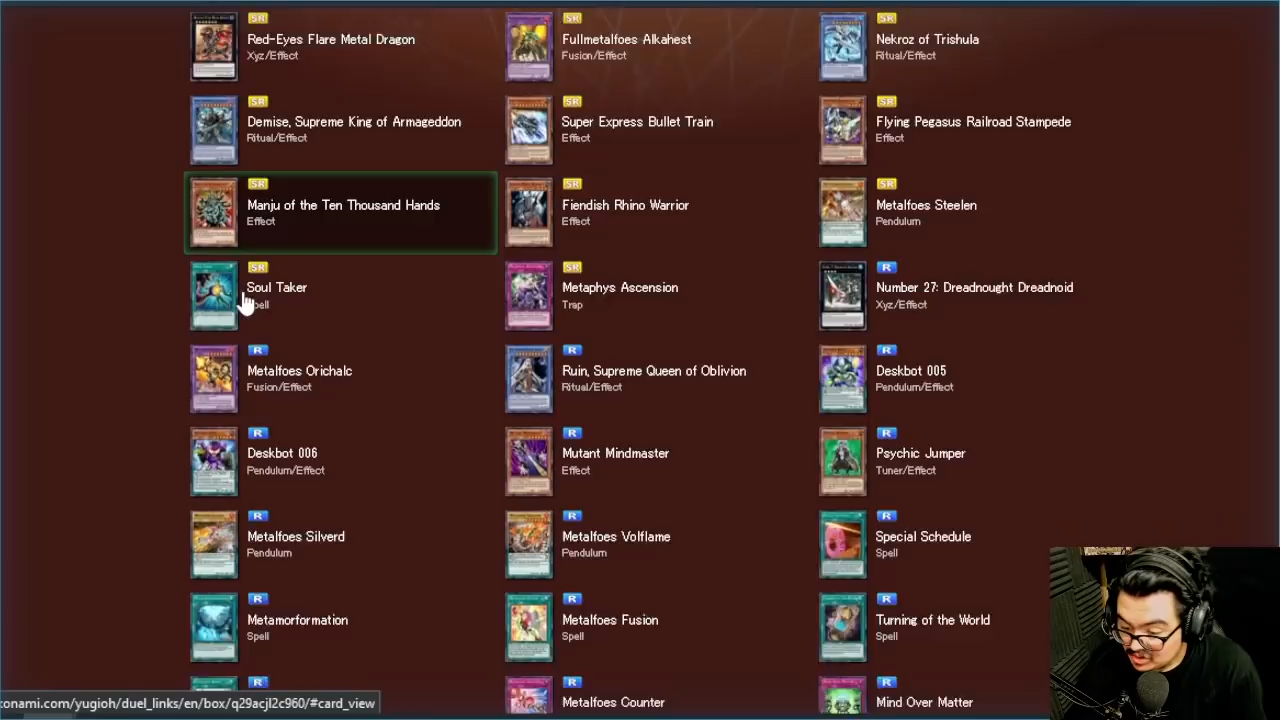 SR
SR
SR
Red-Eyes Flare Metal Dragon
Fullmetalfoes Alkahest
Nekroz of Trishula
Xyz/Effect
Fusion/Effect
Ritual/Effect
SR
SR
SR
Demise, Supreme King of Armageddon
Super Express Bullet Train
Flying Pegasus Railroad Stampede
Ritual/Effect
Effect
Effect
SR
SR
SR
Manju of the Ten Thousand Hands
Fiendish Rhino Warrior
Metalfoes Steelen
Effect
Effect
Pendulum
SR
SR
R
Soul Taker
Metaphys Ascension
Number 27: Dreadnought Dreadnoid
pell
Trap
Xyz/Effect
R
R
R
Metalfoes Orichalc
Ruin, Supreme Queen of Oblivion
Deskbot 005
Fusion/Effect
Ritual/Effect
Pendulum/Effect
R
R
R
Deskbot 006
Mutant Mindmaster
Psychic Jumper
Pendulum/Effect
Effect
Tuner/Effect
R
R
R
Metalfoes Silverd
Metalfoes Volflame
Special Schedule
Pendulum
Pendulum
Spell
R
R
R
Metamorformation
Metalfoes Fusion
Turning of the World
Spell
Spell
Spell
R
R
R
Metalfoes Counter
Mind Over Matter
onami.com/yugioh/duel_links/en/box/q29acjl2c960/#card_view